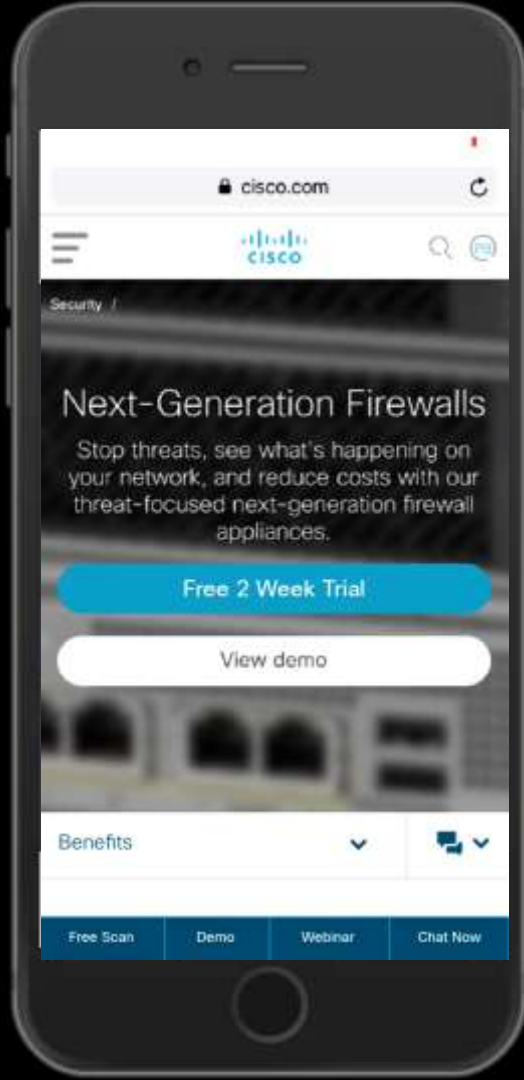 cisco.com
CISCO
Security /
Next-Generation Firewalls
Stop threats, see what's happening on
your network, and reduce costs with our
threat-focused next-generation firewall
appliances.
Free 2 Week Trial
View demo
Benefits
Free Scan
Demo
Webinar
Chat Now